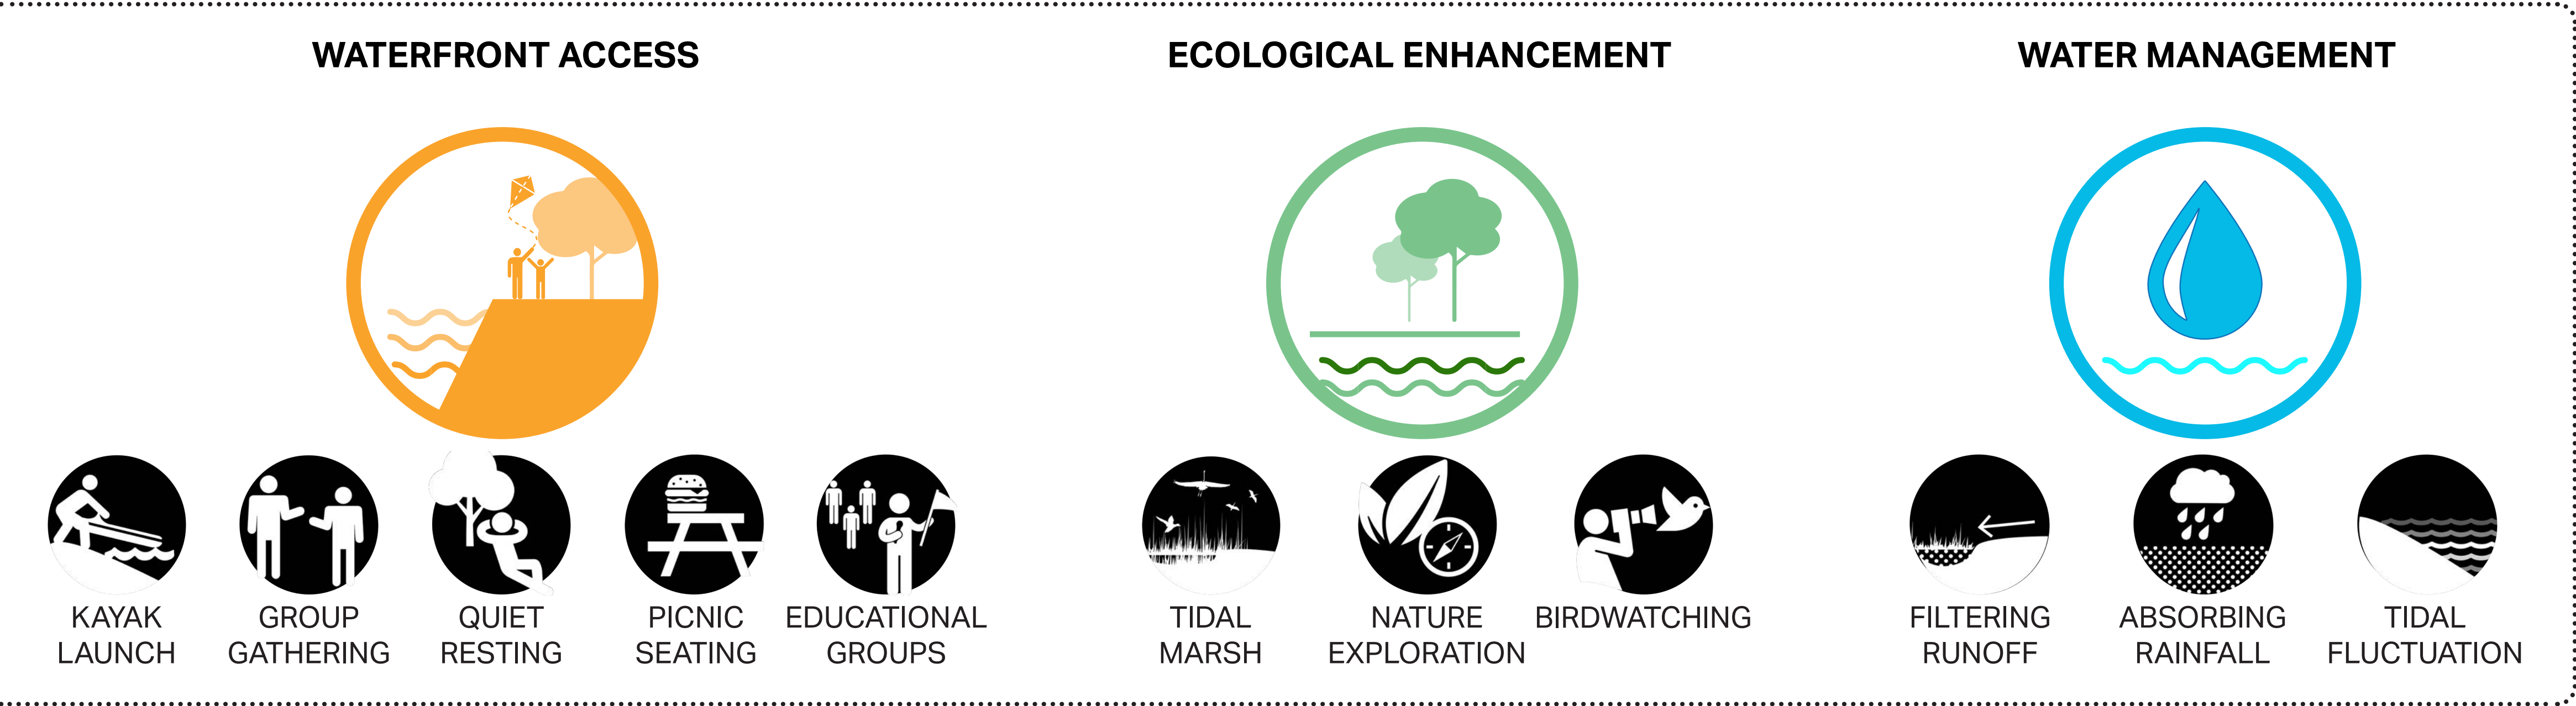 WATERFRONT ACCESS
KAYAK
LAUNCH
GROUP
GATHERING
QUIET
RESTING
PICNIC
SEATING
EDUCATIONAL
GROUPS
ECOLOGICAL ENHANCEMENT
TIDAL
MARSH
NATURE
EXPLORATION
BIRDWATCHING
WATER MANAGEMENT
FILTERING
RUNOFF
ABSORBING
RAINFALL
TIDAL
FLUCTUATION